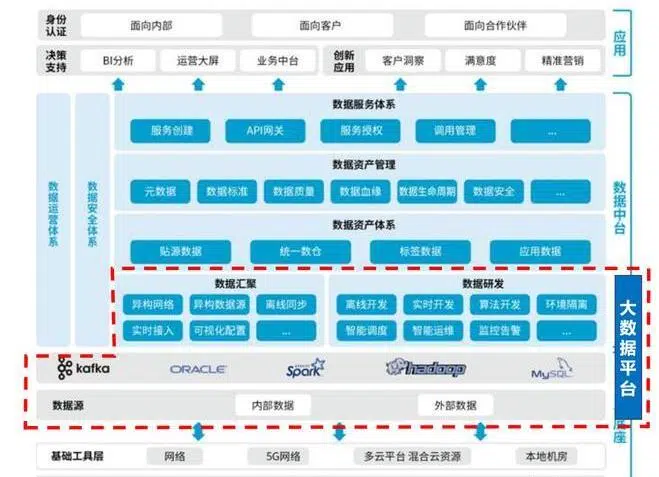 身份认证 面向内部 面向客户 面向合作伙伴
决策支持 BI分析 运营大屏 业务中台 创新应用 客户洞察 满意度 精准营销
应用
数据运营体系
数据安全体系
数据服务体系
服务创建 API网关 服务授权 调用管理 ...
数据资产管理
元数据 数据标准 数据质量 数据血缘 数据生命周期 数据安全 ...
数据资产体系
贴源数据 统一数仓 标签数据 应用数据
数据中台
数据汇聚 数据研发
异构网络 异构数据源 离线同步 离线开发 实时开发 算法开发 环境隔离
实时接入 可视化配置 ... 智能调度 智能运维 监控告警 ...
大数据平台
kafka ORACLE Spark hadoop MySQL
数据源 内部数据 外部数据
底座
基础工具层 网络 5G网络 多云平台 混合云资源 本地机房